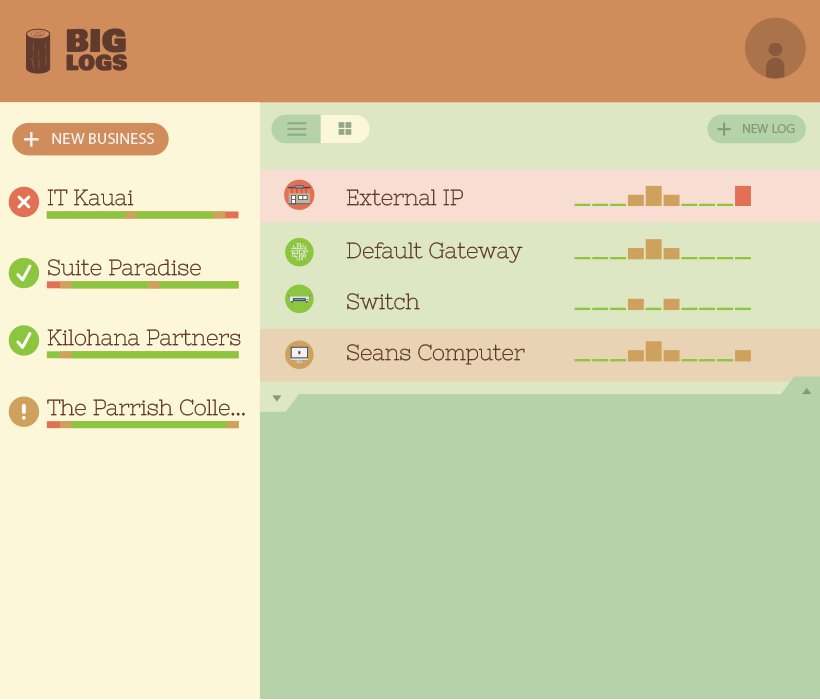 BIG
LOGS
NEW BUSINESS
IT Kauai
Suite Paradise
Kilohana Partners
The Parrish Colle...
NEW LOG
External IP
Default Gateway
Switch
Seans Computer